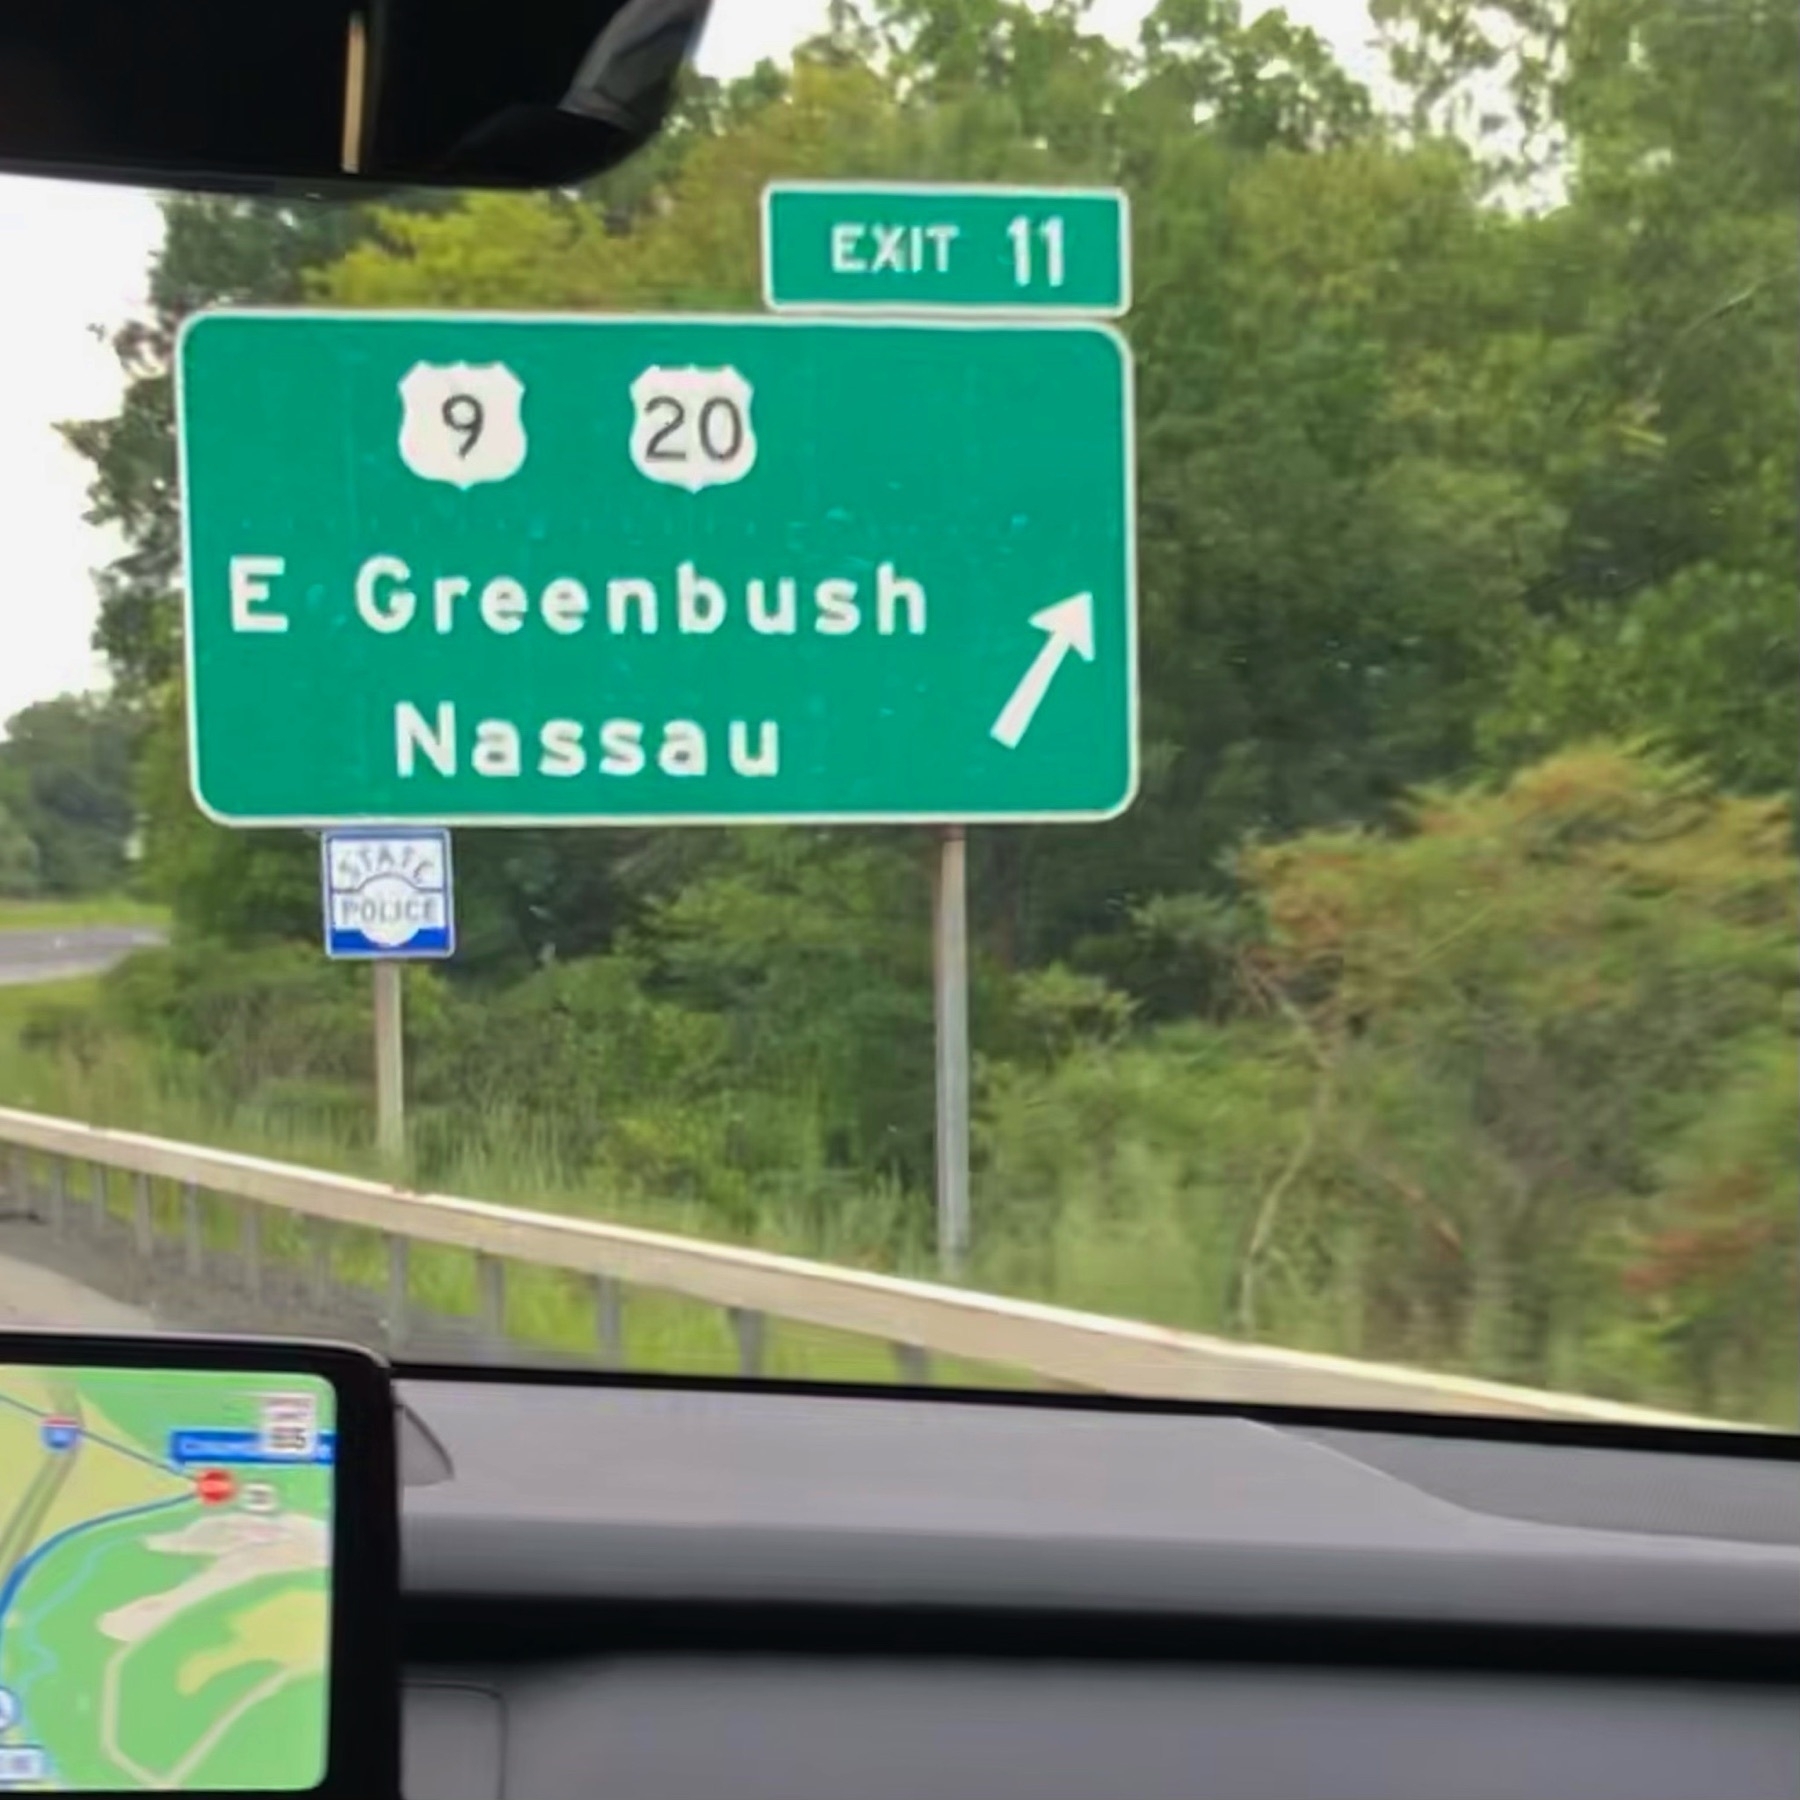 EXIT 11
9 20
E Greenbush
Nassau
STATE
POLICE